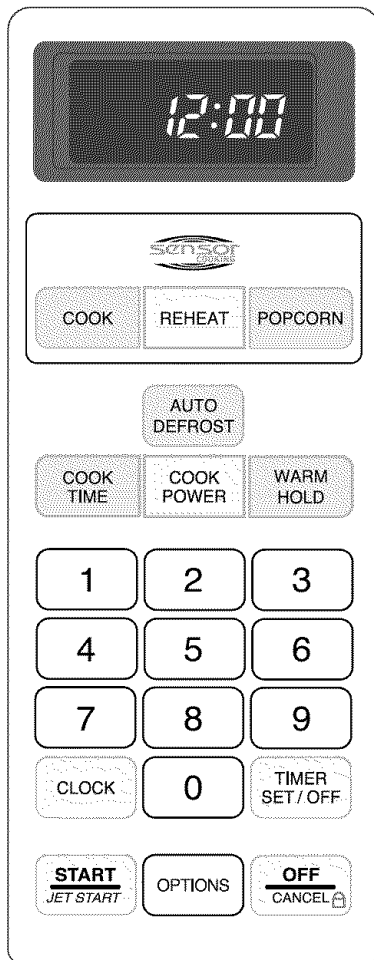 12:00
sensor
COOKING
COOK REHEAT POPCORN
AUTO
DEFROST
COOK TIME COOK POWER WARM HOLD
1 2 3
4 5 6
7 8 9
CLOCK 0 TIMER SET / OFF
START JET START OPTIONS OFF CANCEL